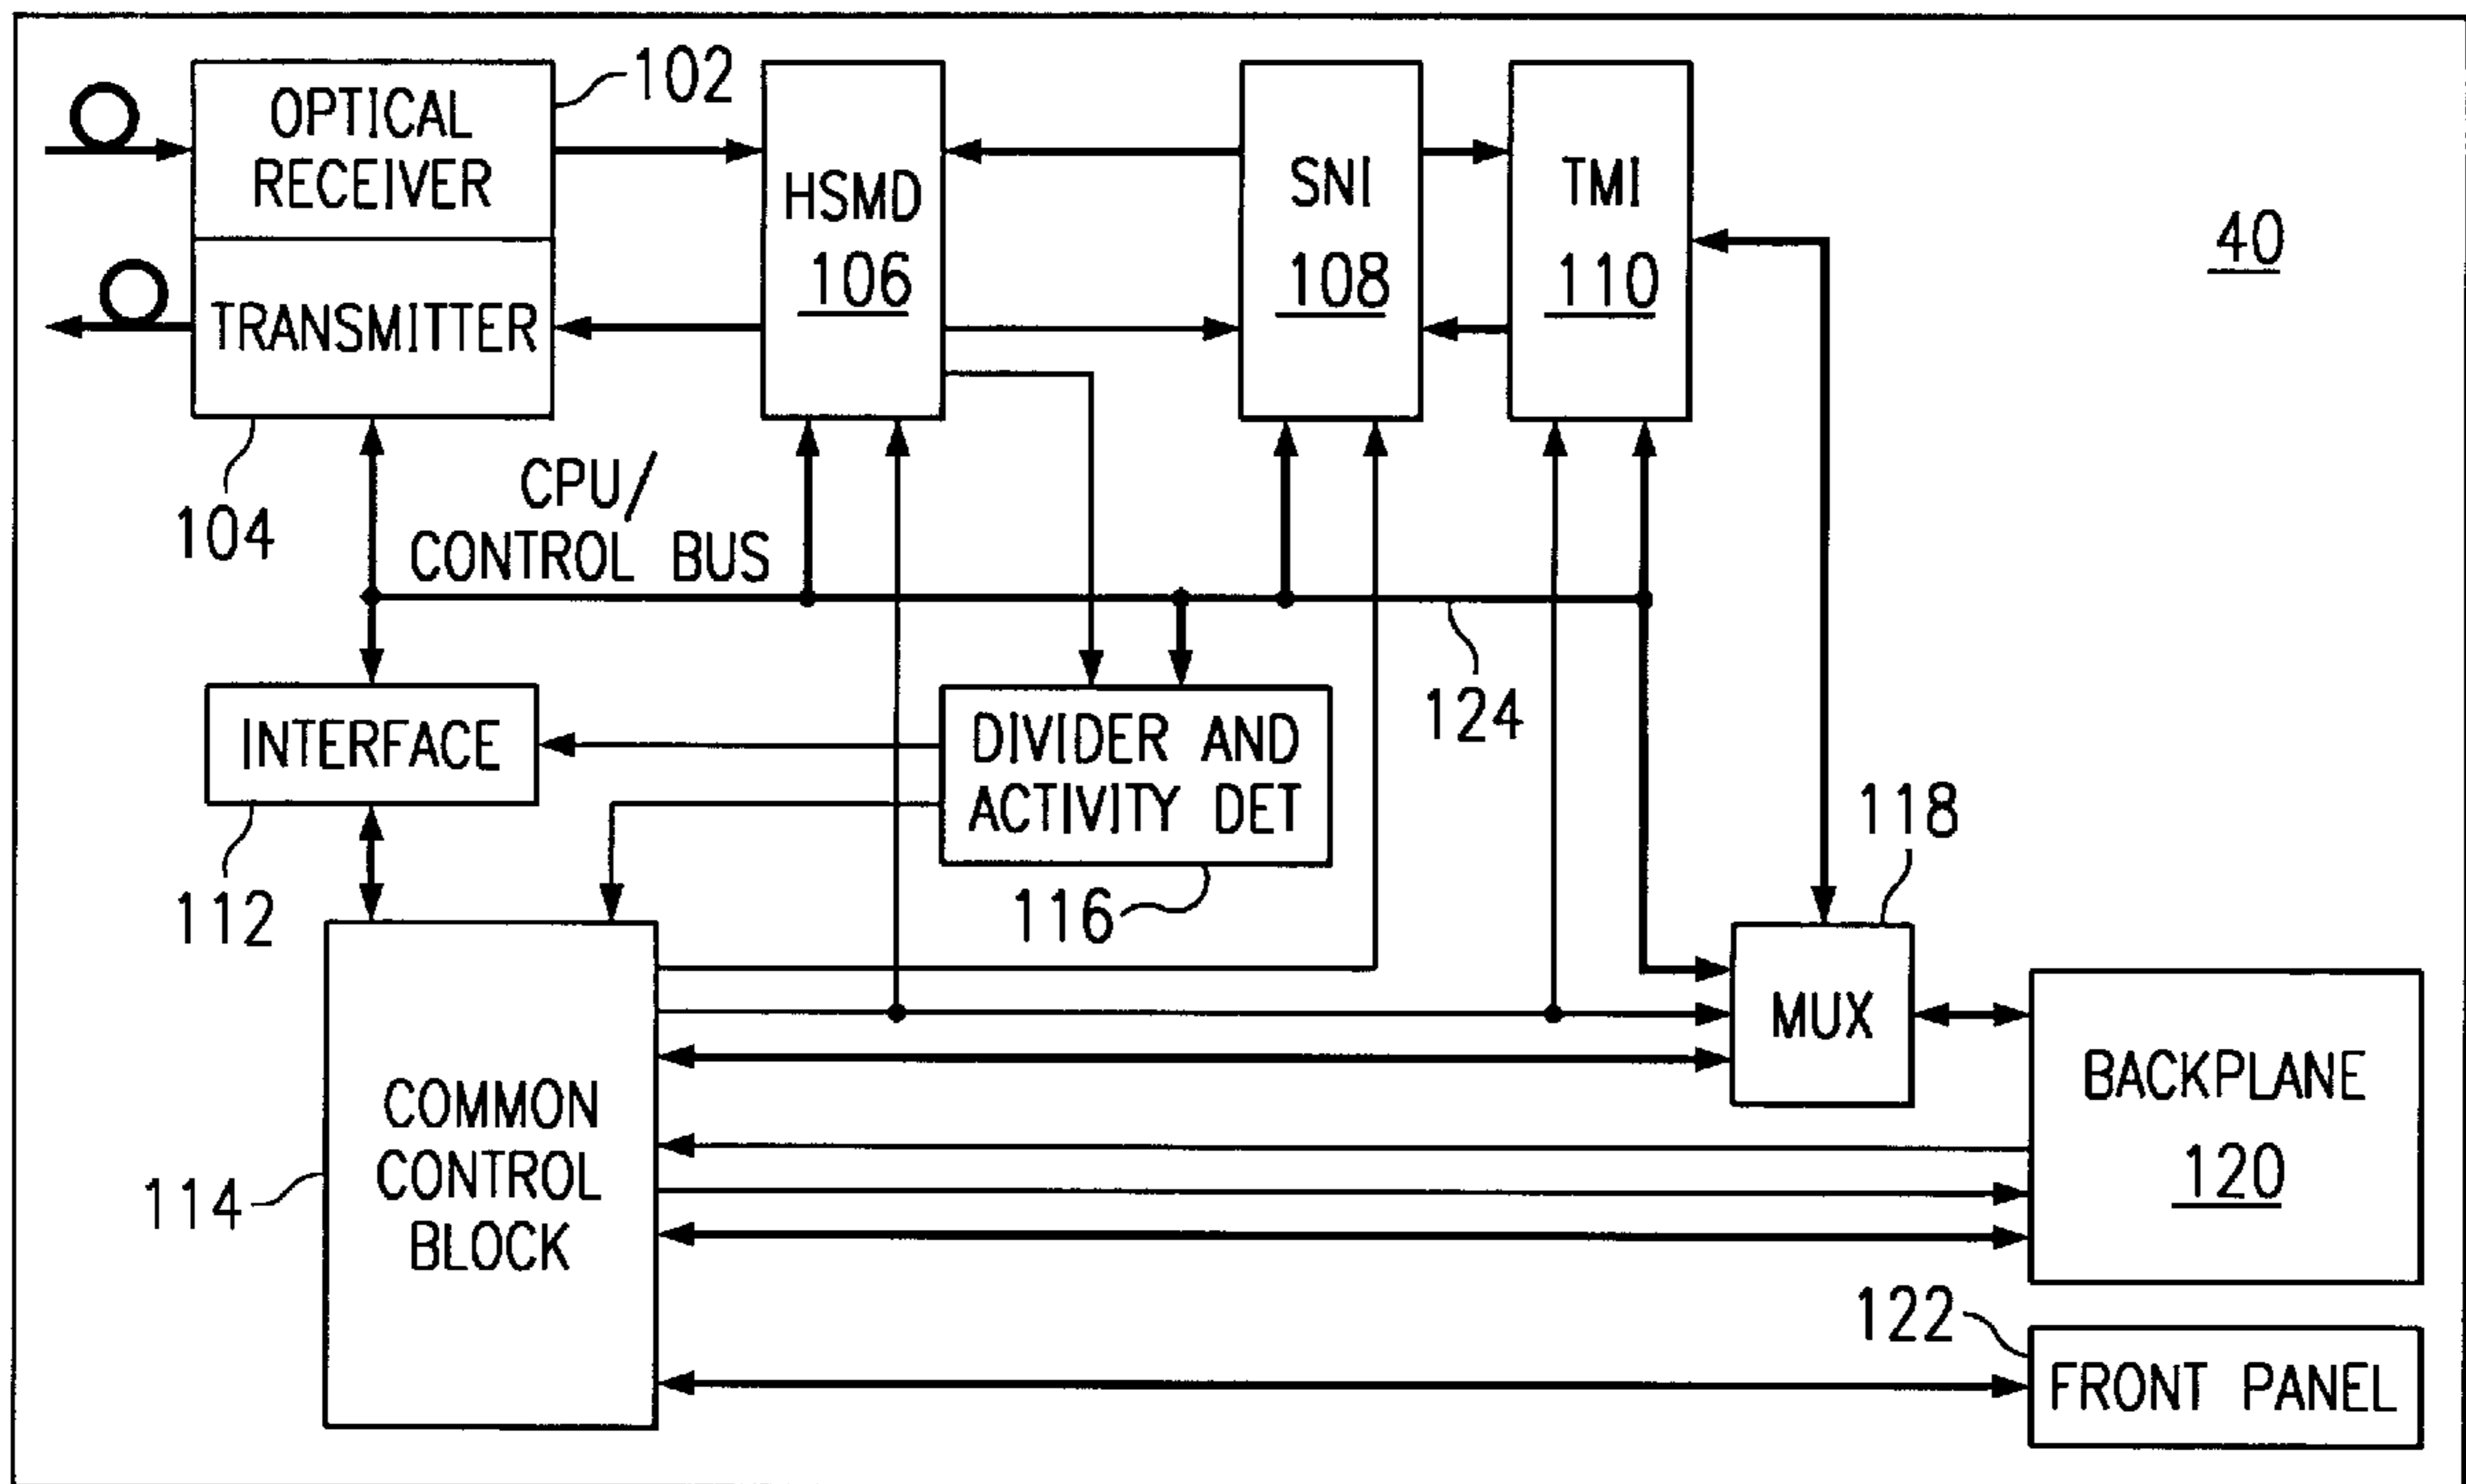 OPTICAL
RECEIVER
102
TRANSMITTER
104
HSMD
106
SNI
108
TMI
110
40
CPU/
CONTROL BUS
124
INTERFACE
112
DIVIDER AND
ACTIVITY DET
116
118
MUX
COMMON
CONTROL
BLOCK
114
BACKPLANE
120
122
FRONT PANEL